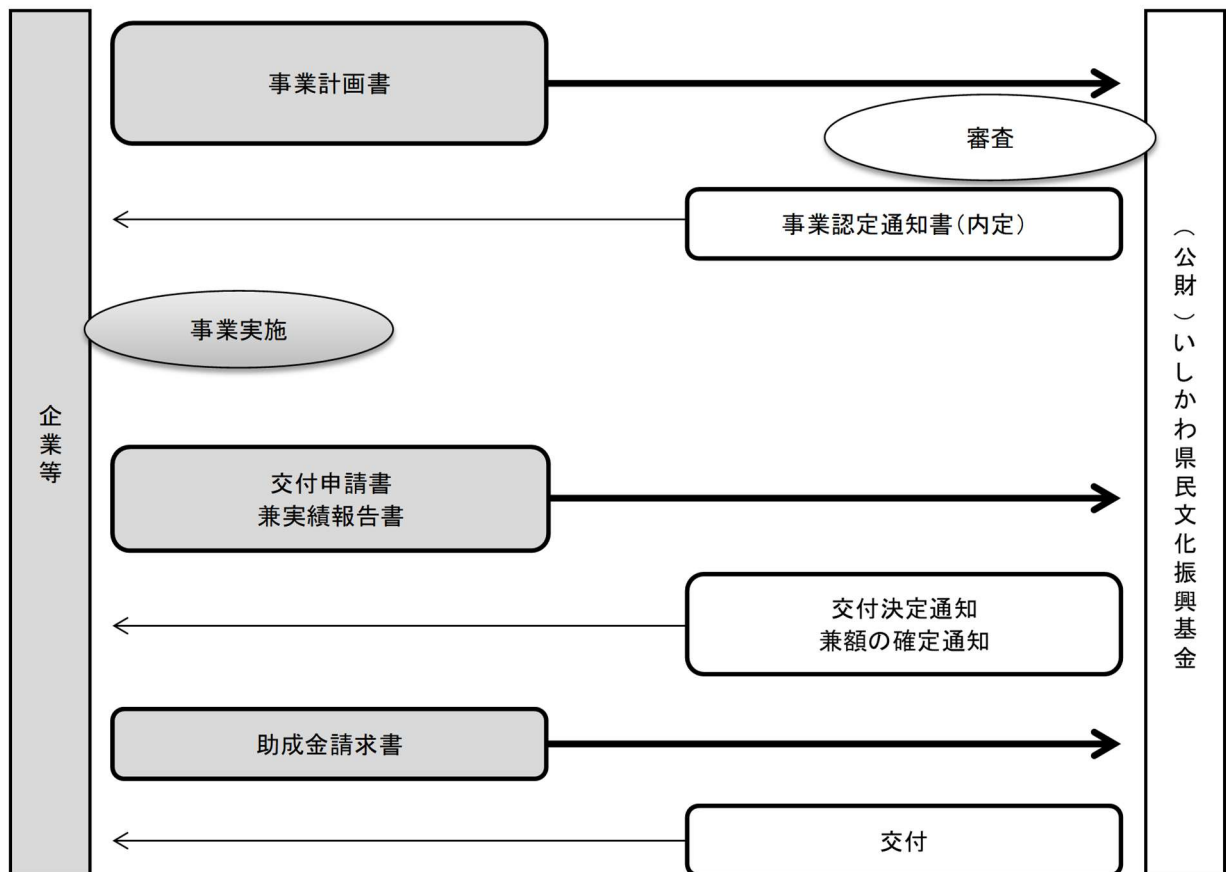 事業計画書
審査
事業認定通知書(内定)
事業実施
企業等
(公財)いしかわ県民文化振興基金
交付申請書
兼実績報告書
交付決定通知
兼額の確定通知
助成金請求書
交付